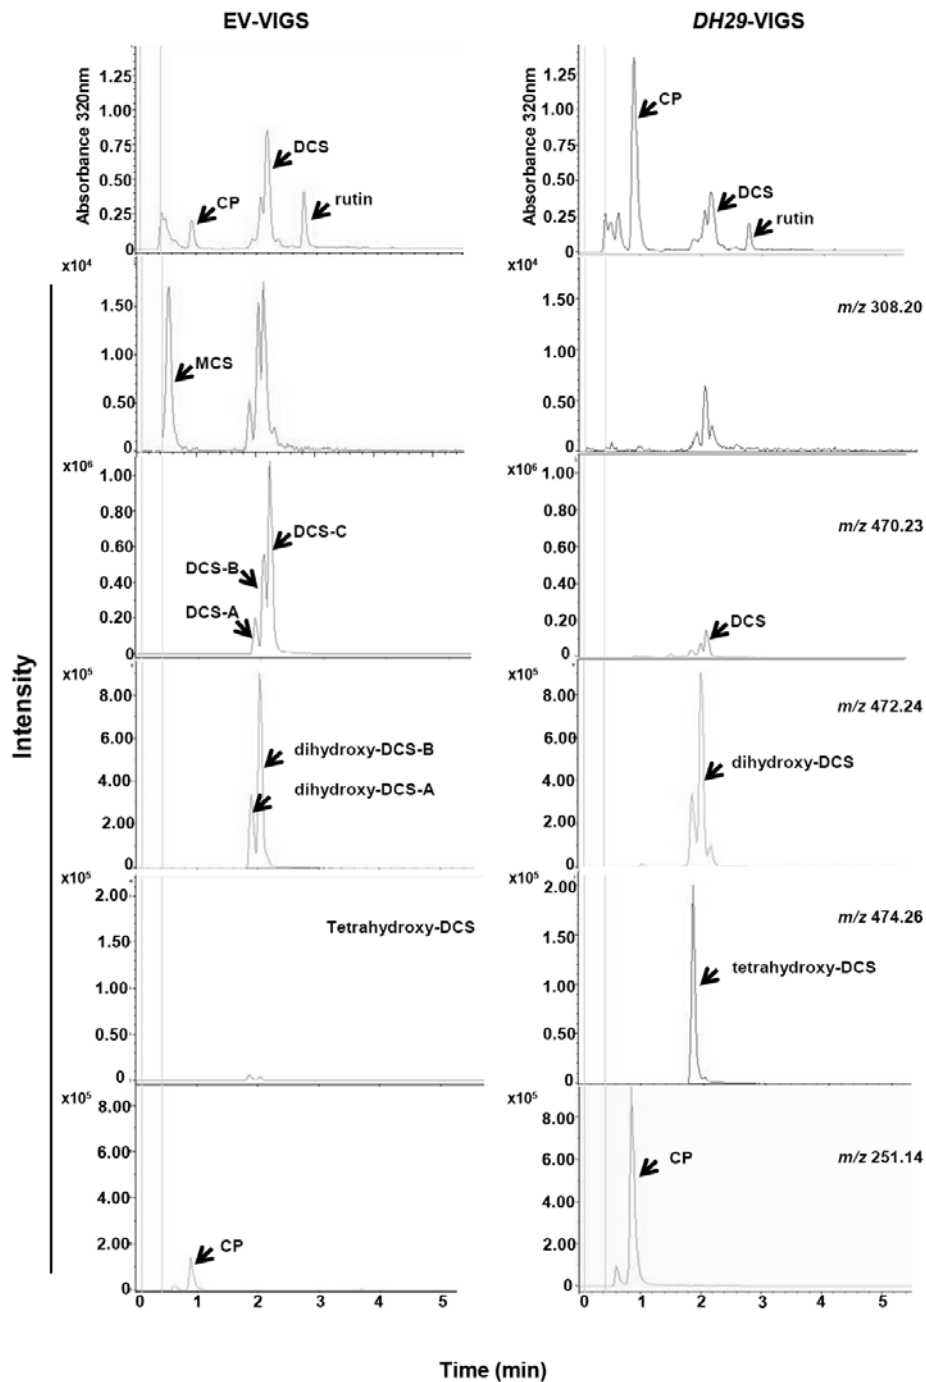 EV-VIGS
DH29-VIGS
Absorbance 320nm
1.25
1.00
0.75
0.50
0.25
0
CP
DCS
rutin
Absorbance 320nm
1.25
1.00
0.75
0.50
0.25
0
CP
DCS
rutin
Intensity
x10⁴
1.50
1.00
0.50
0
MCS
x10⁴
1.50
1.00
0.50
0
m/z 308.20
x10⁶
1.00
0.80
0.60
0.40
0.20
0
DCS-C
DCS-B
DCS-A
x10⁶
1.00
0.80
0.60
0.40
0.20
0
m/z 470.23
DCS
x10⁵
8.00
6.00
4.00
2.00
0
dihydroxy-DCS-B
dihydroxy-DCS-A
x10⁵
8.00
6.00
4.00
2.00
0
m/z 472.24
dihydroxy-DCS
x10⁵
2.00
1.50
1.00
0.50
0
Tetrahydroxy-DCS
x10⁵
2.00
1.50
1.00
0.50
0
m/z 474.26
tetrahydroxy-DCS
x10⁵
8.00
6.00
4.00
2.00
0
CP
0 1 2 3 4 5
x10⁵
8.00
6.00
4.00
2.00
0
CP
m/z 251.14
0 1 2 3 4 5
Time (min)